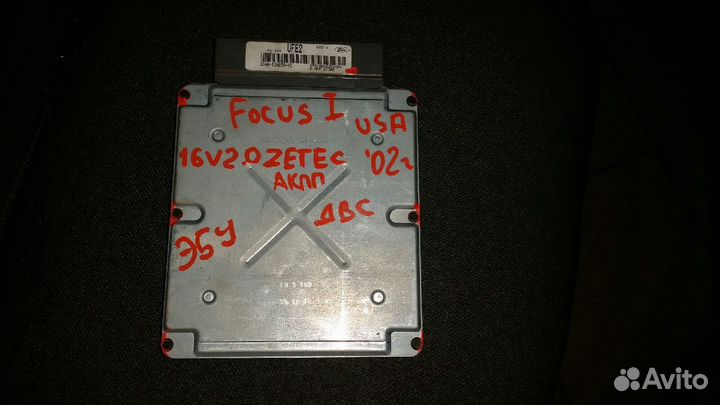 UFE2
FOCUS I USA
16V2.0ZETEC '02г
АКПП
ЭБУ ДВС
Avito